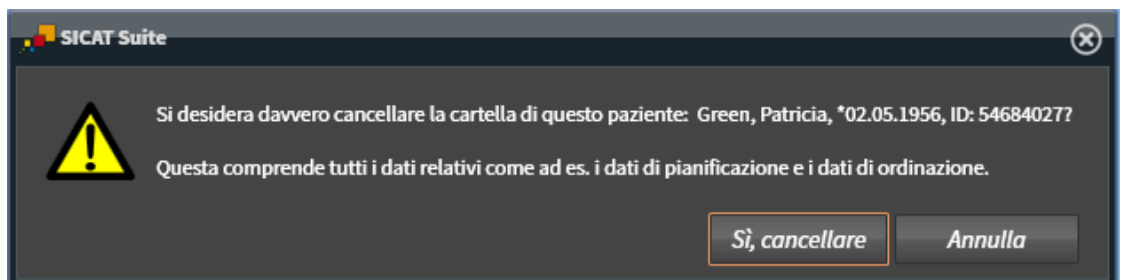 SICAT Suite
Si desidera davvero cancellare la cartella di questo paziente: Green, Patricia, *02.05.1956, ID: 54684027?
Questa comprende tutti i dati relativi come ad es. i dati di pianificazione e i dati di ordinazione.
Sì, cancellare
Annulla